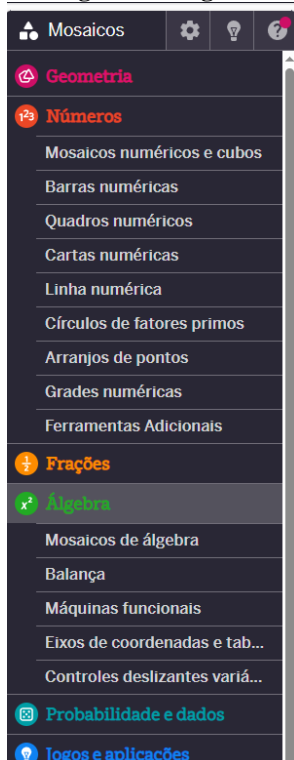 Mosaicos
Geometria
123 Números
Mosaicos numéricos e cubos
Barras numéricas
Quadros numéricos
Cartas numéricas
Linha numérica
Círculos de fatores primos
Arranjos de pontos
Grades numéricas
Ferramentas Adicionais
Frações
x² Álgebra
Mosaicos de álgebra
Balança
Máquinas funcionais
Eixos de coordenadas e tab...
Controles deslizantes variá...
Probabilidade e dados
Jogos e aplicações